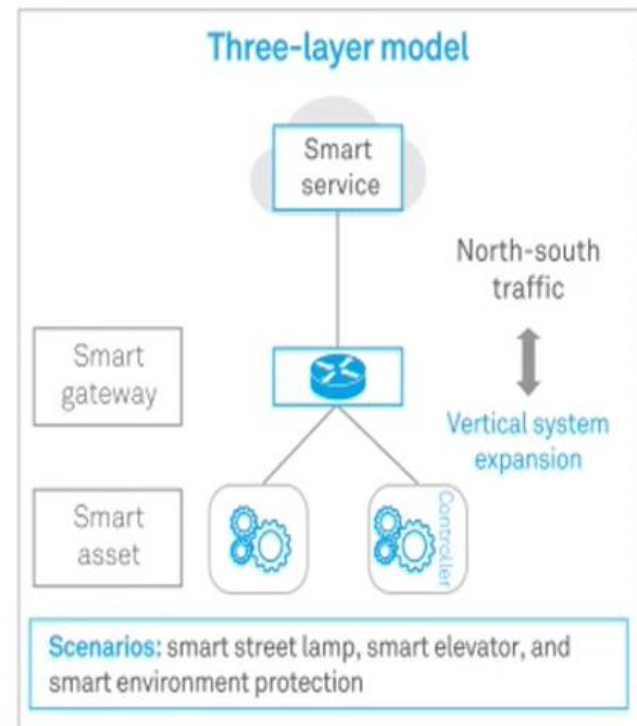 Three-layer model
Smart
service
North-south
traffic
Smart
gateway
Vertical system
expansion
Smart
asset
Controller
Scenarios: smart street lamp, smart elevator, and
smart environment protection